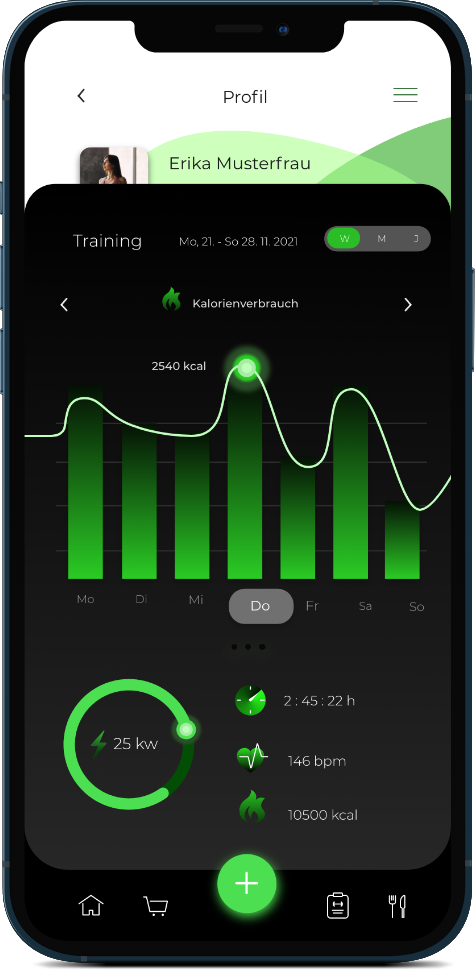 Profil
Erika Musterfrau
Training
Mo, 21. - So 28. 11. 2021
W M J
Kalorienverbrauch
2540 kcal
Mo Di Mi Do Fr Sa So
25 kw
2 : 45 : 22 h
146 bpm
10500 kcal